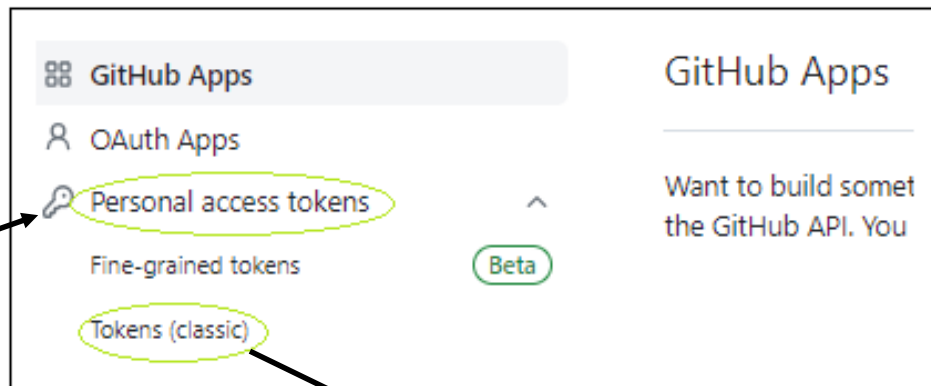 GitHub Apps
OAuth Apps
Personal access tokens
Fine-grained tokens Beta
Tokens (classic)
GitHub Apps
Want to build somet
the GitHub API. You